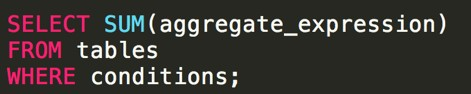 SELECT SUM(aggregate_expression)
FROM tables
WHERE conditions;